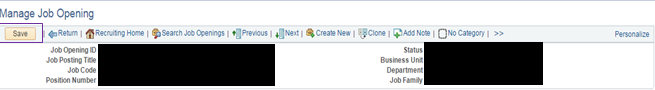 Manage Job Opening
Save | Return | Recruiting Home | Search Job Openings | Previous | Next | Create New | Clone | Add Note | No Category | >> Personalize
Job Opening ID Status
Job Posting Title Business Unit
Job Code Department
Position Number Job Family